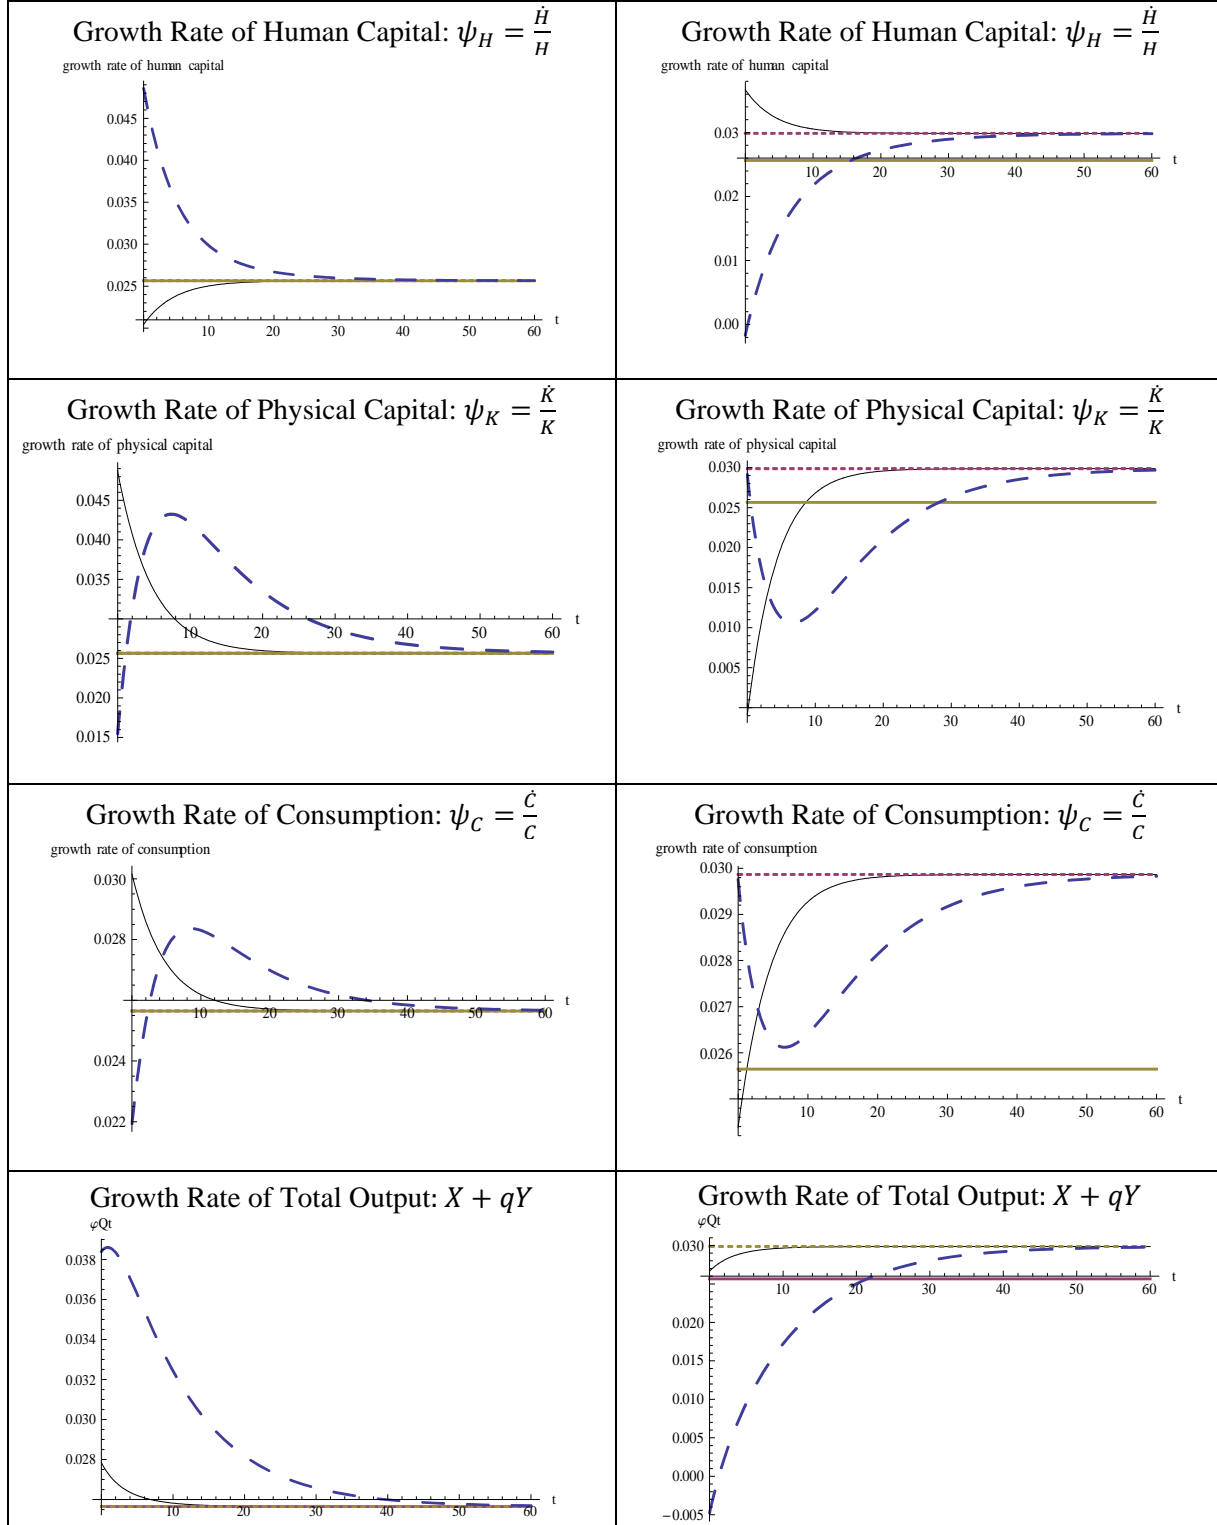 Growth Rate of Human Capital: ψ_H = Ḣ/H
growth rate of human capital
0.045
0.040
0.035
0.030
0.025
10 20 30 40 50 60 t
Growth Rate of Human Capital: ψ_H = Ḣ/H
growth rate of human capital
0.03
0.02
0.01
0.00
10 20 30 40 50 60 t
Growth Rate of Physical Capital: ψ_K = K̇/K
growth rate of physical capital
0.045
0.040
0.035
0.025
0.020
0.015
10 20 30 40 50 60 t
Growth Rate of Physical Capital: ψ_K = K̇/K
growth rate of physical capital
0.030
0.025
0.020
0.015
0.010
0.005
10 20 30 40 50 60 t
Growth Rate of Consumption: ψ_C = Ċ/C
growth rate of consumption
0.030
0.028
0.024
0.022
10 20 30 40 50 60 t
Growth Rate of Consumption: ψ_C = Ċ/C
growth rate of consumption
0.030
0.029
0.028
0.027
0.026
10 20 30 40 50 60 t
Growth Rate of Total Output: X + qY
φQt
0.038
0.036
0.034
0.032
0.030
0.028
10 20 30 40 50 60 t
Growth Rate of Total Output: X + qY
φQt
0.030
0.020
0.015
0.010
0.005
0.000
−0.005
10 20 30 40 50 60 t